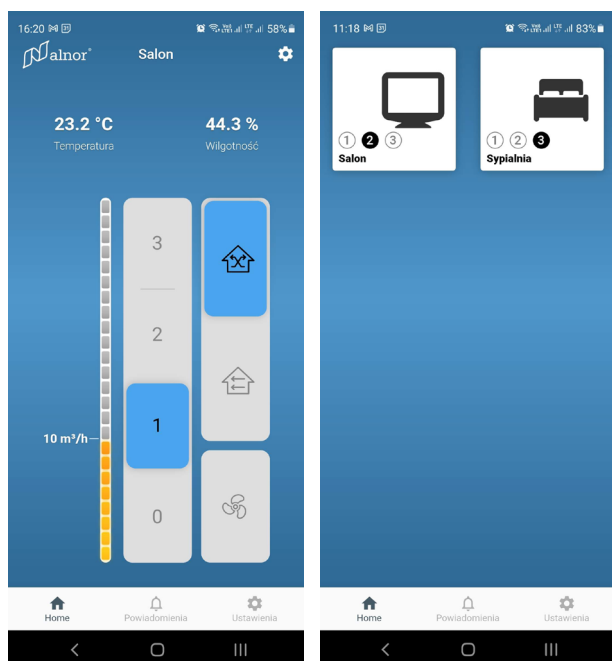 16:20 58%
alnor® Salon
23.2 °C 44.3 %
Temperatura Wilgotność
3
2
10 m³/h
1
0
Home Powiadomienia Ustawienia
11:18 83%
1 2 3
Salon
1 2 3
Sypialnia
Home Powiadomienia Ustawienia